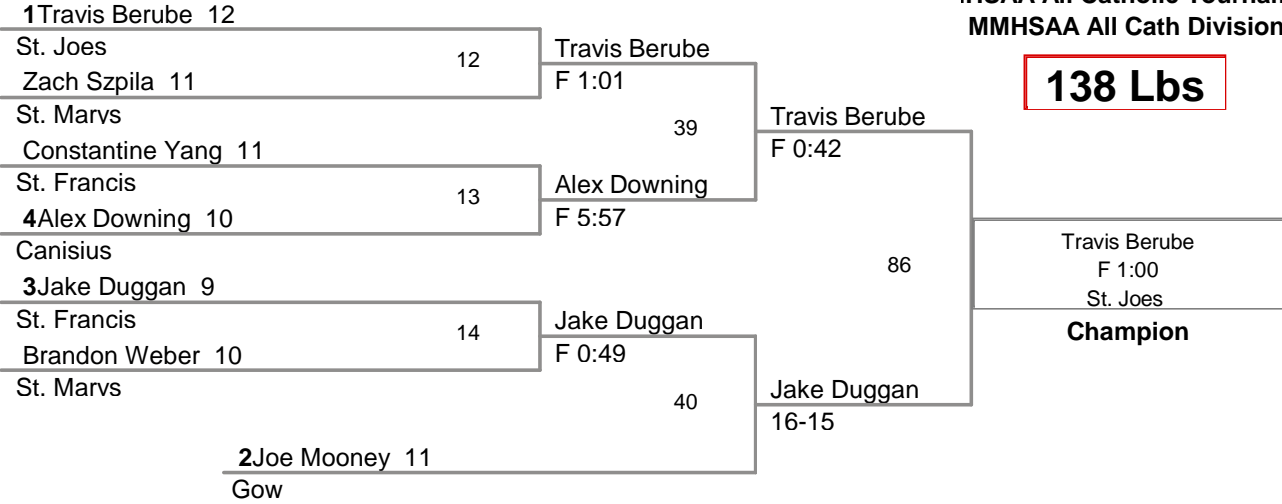 1Travis Berube 12
MMHSAA All Cath Division
St. Joes
12
Travis Berube
Zach Szpila 11
F 1:01
138 Lbs
St. Marys
39
Travis Berube
Constantine Yang 11
F 0:42
St. Francis
13
Alex Downing
4Alex Downing 10
F 5:57
Canisius
86
Travis Berube
F 1:00
St. Joes
3Jake Duggan 9
St. Francis
14
Jake Duggan
Champion
Brandon Weber 10
F 0:49
St. Marys
40
Jake Duggan
16-15
2Joe Mooney 11
Gow